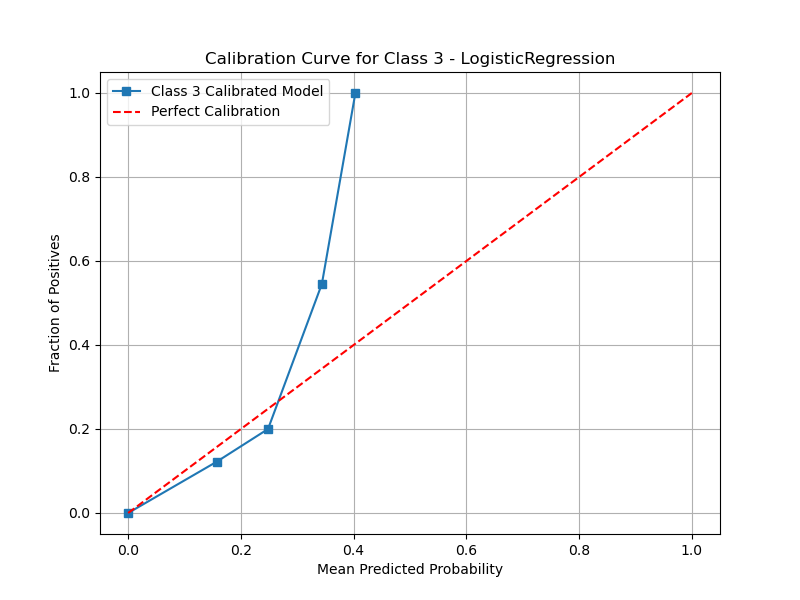 Calibration Curve for Class 3 - LogisticRegression
Class 3 Calibrated Model
Perfect Calibration
1.0
0.8
0.6
0.4
0.2
0.0
Fraction of Positives
0.0 0.2 0.4 0.6 0.8 1.0
Mean Predicted Probability